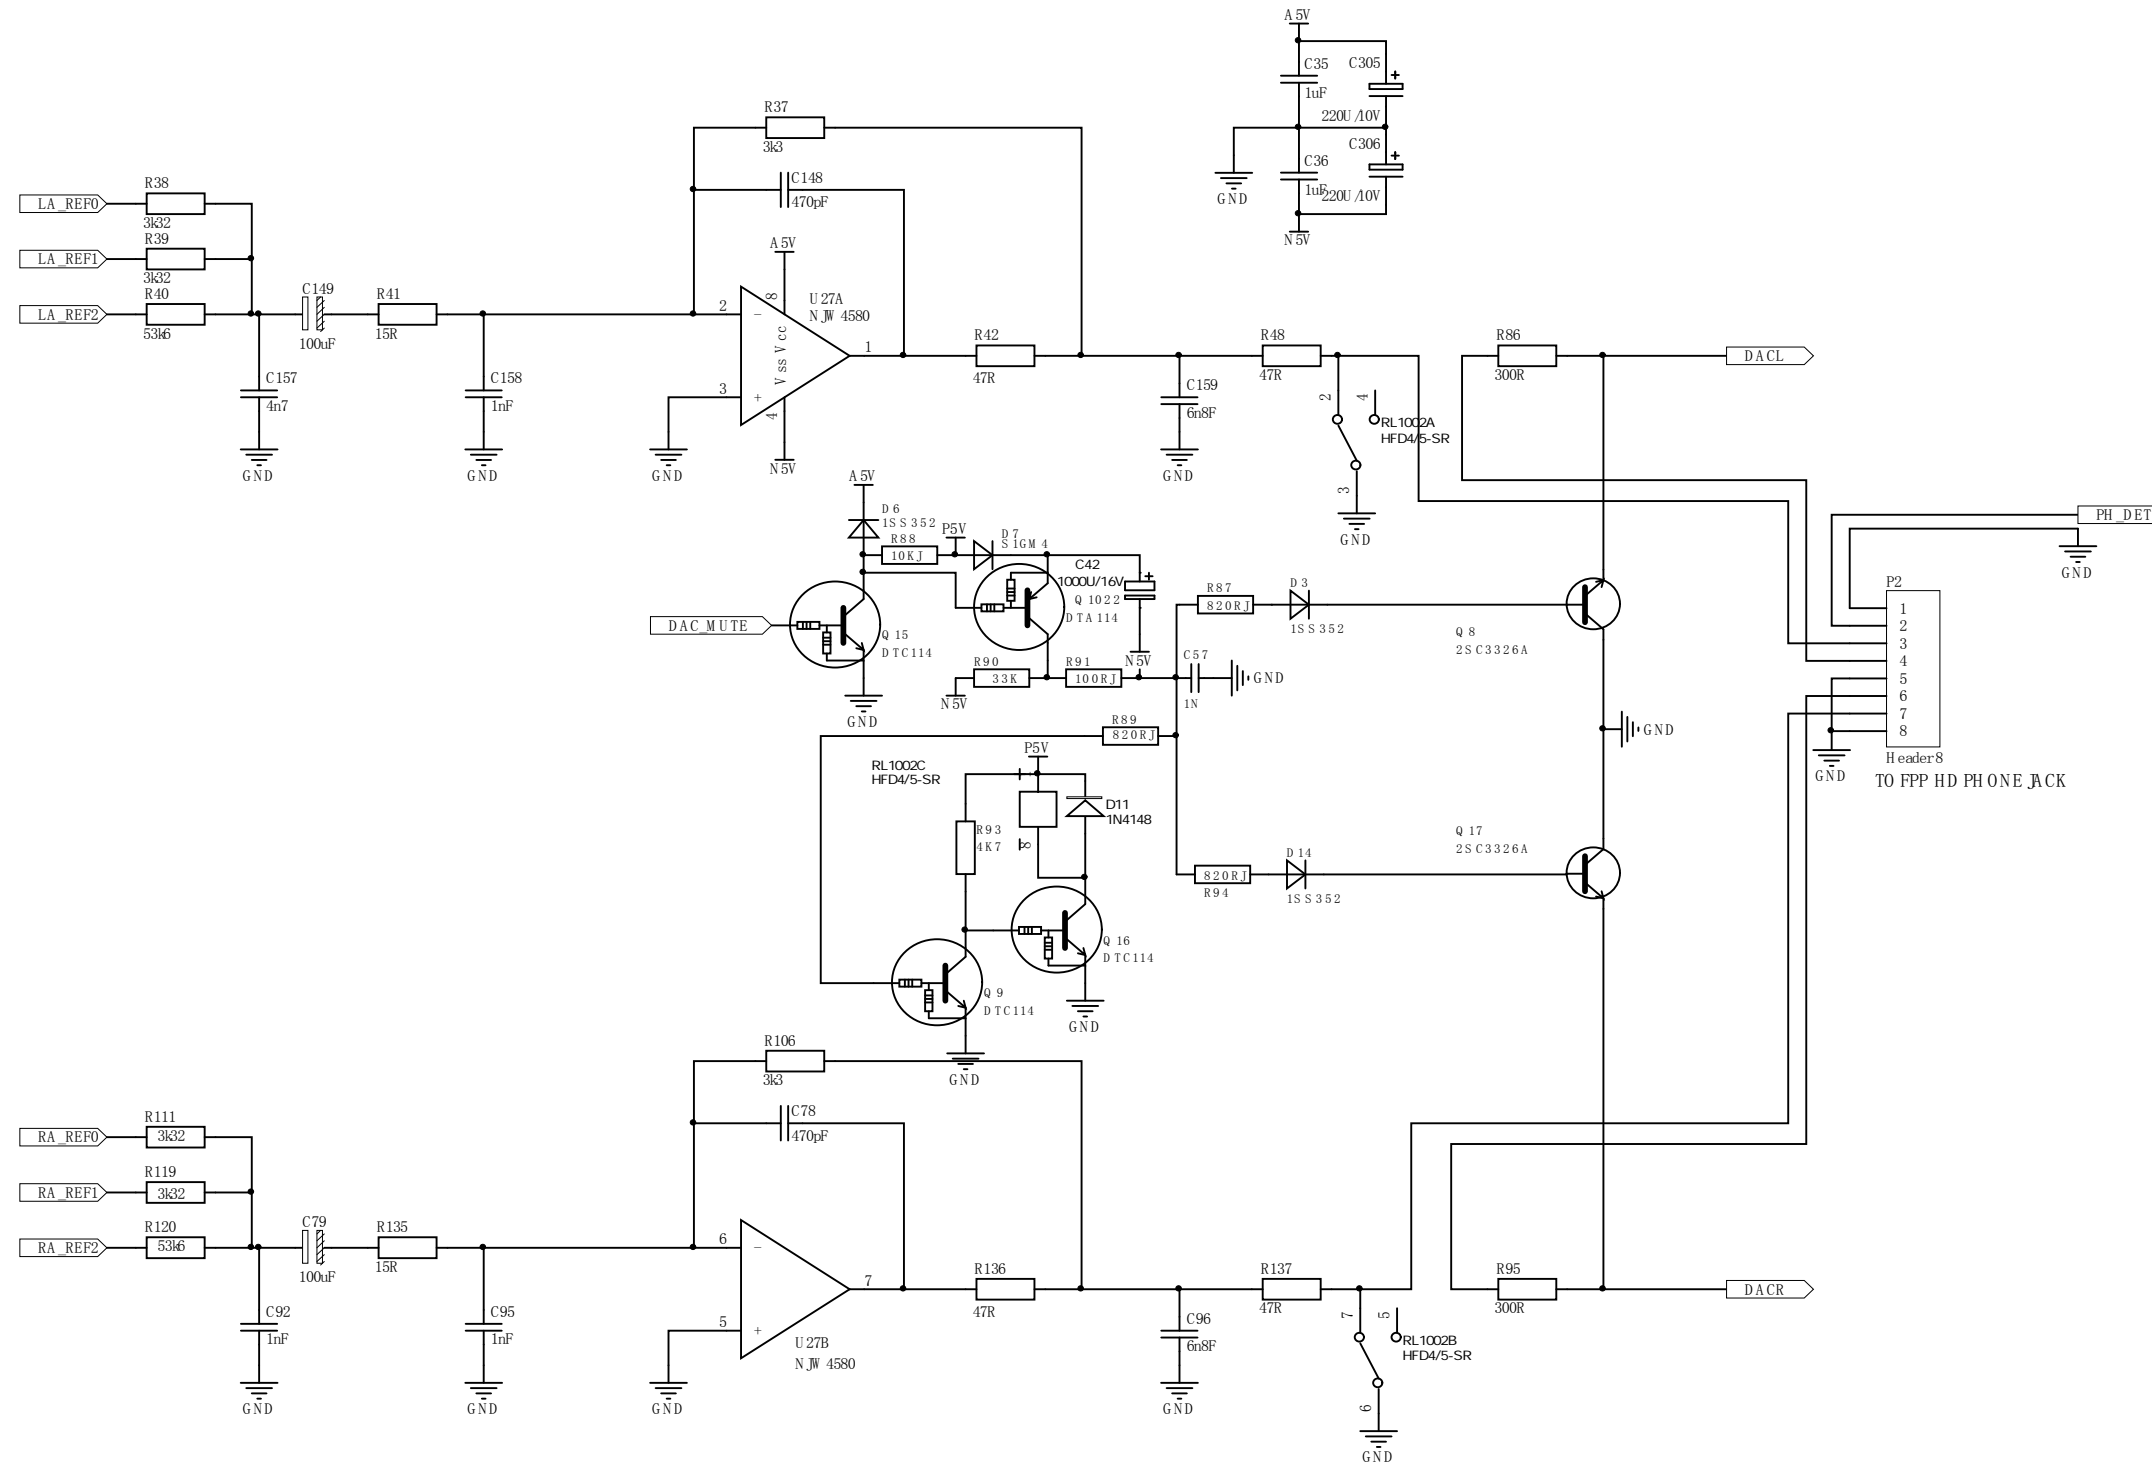 A5V
C35
C305
+
1uF
220U/10V
C306
+
C36
1uF
220U/10V
GND
N5V
R37
3k3
C148
470pF
R38
LA_REF0
3k32
R39
LA_REF1
3k32
R40
LA_REF2
53k6
C149
100uF
R41
15R
C157
4n7
GND
C158
1nF
GND
A5V
8
U27A
NJW4580
2
−
Vss Vcc
1
3
+
4
GND
N5V
R42
47R
C159
6n8F
GND
R48
47R
2
4
RL1002A
HFD4/5-SR
3
GND
R86
300R
DACL
A5V
D6
1SS352
R88
10KJ
P5V
D7
S1GM4
C42
1000U/16V
+
Q1022
DTA114
DAC_MUTE
Q15
DTC114
GND
R90
33K
N5V
R91
100RJ
N5V
C57
1N
GND
R87
820RJ
D3
1SS352
Q8
2SC3326A
PH_DET
GND
P2
1
2
3
4
5
6
7
8
Header8
GND
TO FPP HD PHONE JACK
R89
820RJ
GND
RL1002C
HFD4/5-SR
P5V
+
D11
1N4148
R93
4K7
8
Q17
2SC3326A
D14
1SS352
820RJ
R94
Q16
DTC114
GND
Q9
DTC114
GND
R106
3k3
C78
470pF
R111
RA_REF0
3k32
R119
RA_REF1
3k32
R120
RA_REF2
53k6
C79
100uF
R135
15R
C92
1nF
GND
C95
1nF
GND
6
−
7
5
+
U27B
NJW4580
GND
R136
47R
C96
6n8F
GND
R137
47R
7
5
RL1002B
HFD4/5-SR
6
GND
R95
300R
DACR